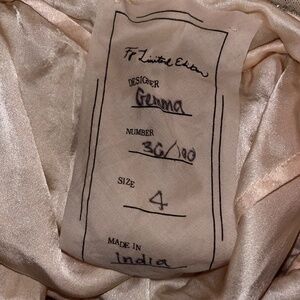 FP Limited Edition
DESIGNER
Gemma
NUMBER
36/100
SIZE
4
MADE IN
India